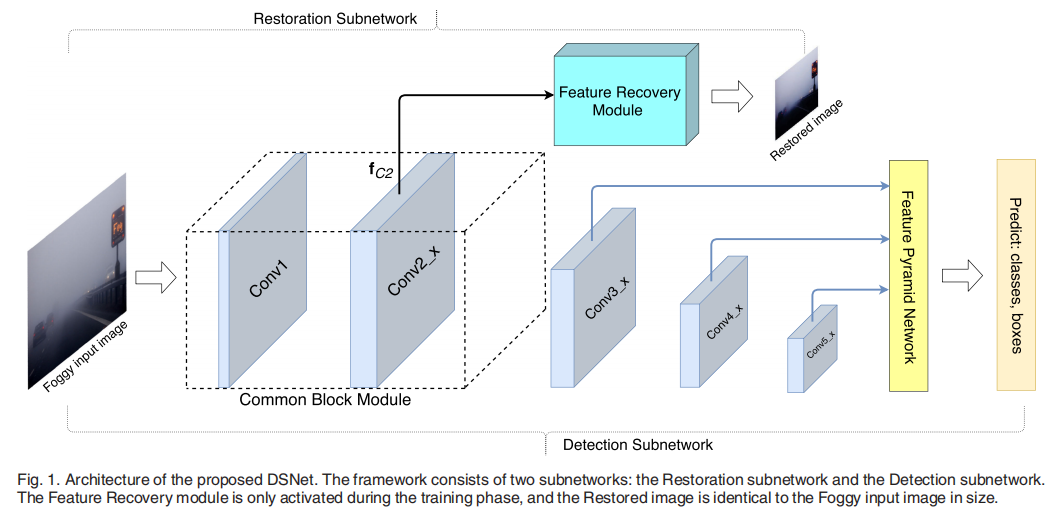 Restoration Subnetwork
Feature Recovery
Module
Restored image
f C2
Foggy input image
Conv1
Conv2_x
Common Block Module
Conv3_x
Conv4_x
Conv5_x
Feature Pyramid Network
Predict: classes, boxes
Detection Subnetwork
Fig. 1. Architecture of the proposed DSNet. The framework consists of two subnetworks: the Restoration subnetwork and the Detection subnetwork.
The Feature Recovery module is only activated during the training phase, and the Restored image is identical to the Foggy input image in size.